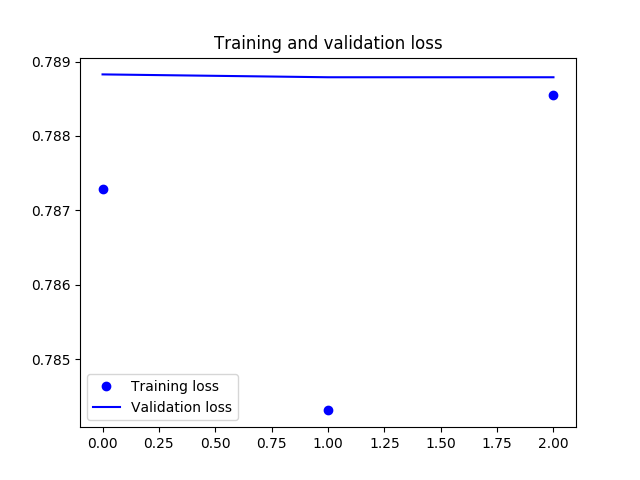 Training and validation loss
0.789
0.788
0.787
0.786
0.785
Training loss
Validation loss
0.00 0.25 0.50 0.75 1.00 1.25 1.50 1.75 2.00